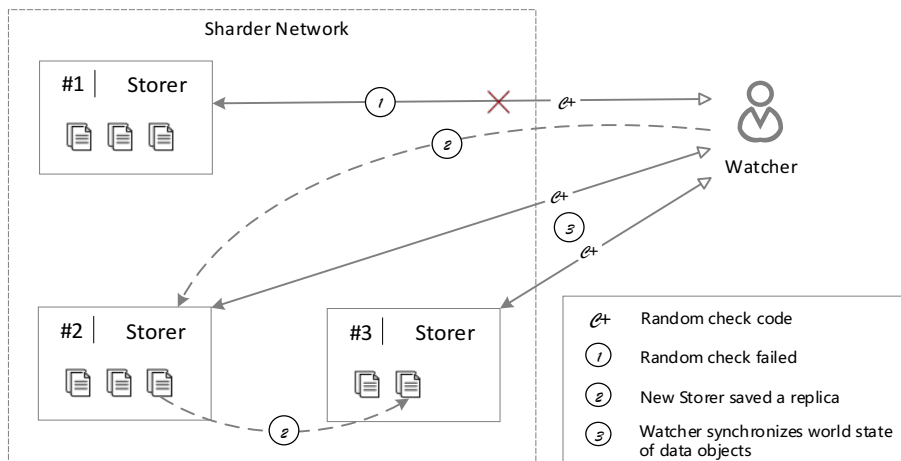 Sharder Network
#1 | Storer
1
C+
2
Watcher
C+
3
C+
#2 | Storer
#3 | Storer
2
C+ Random check code
1 Random check failed
2 New Storer saved a replica
3 Watcher synchronizes world state
of data objects